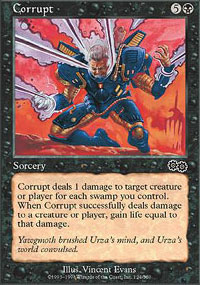 Corrupt 5
Sorcery
Corrupt deals 1 damage to target creature
or player for each swamp you control.
When Corrupt successfully deals damage
to a creature or player, gain life equal to
that damage.
Yawgmoth brushed Urza's mind, and Urza's
world convulsed.
Illus. Vincent Evans